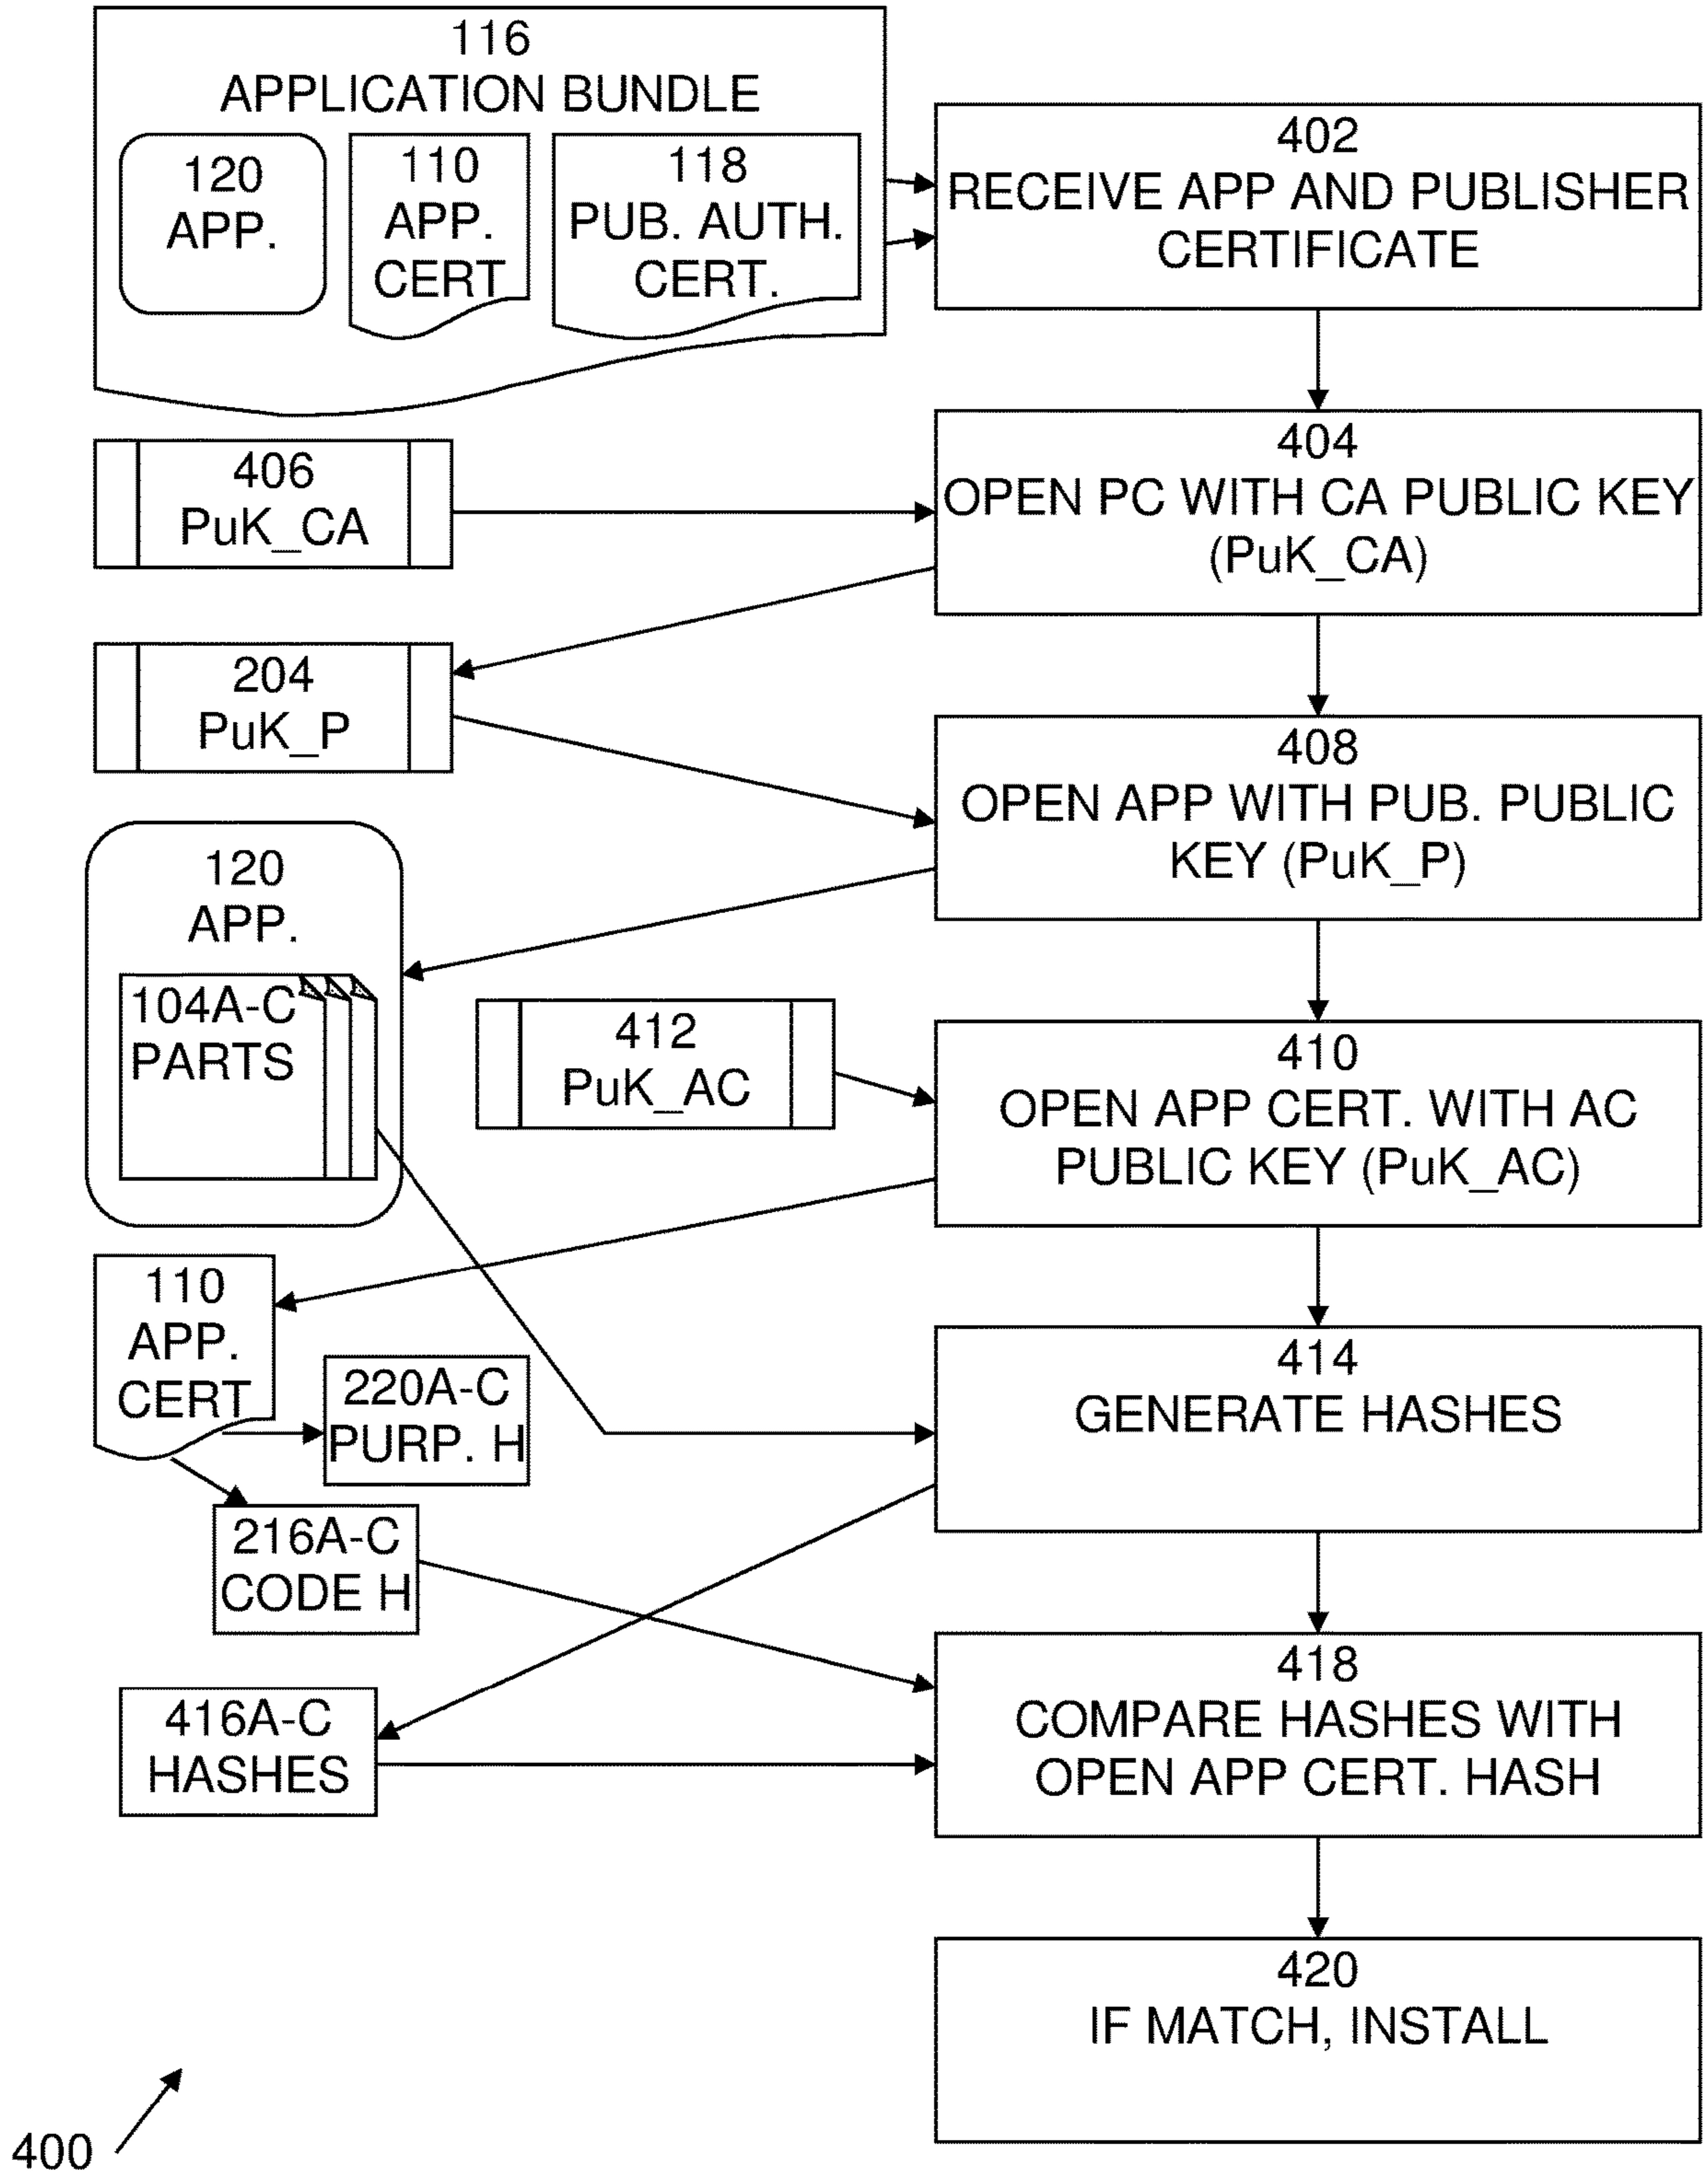 116
APPLICATION BUNDLE
120
APP.
110
APP.
CERT
118
PUB. AUTH.
CERT.
402
RECEIVE APP AND PUBLISHER
CERTIFICATE
406
PuK_CA
404
OPEN PC WITH CA PUBLIC KEY
(PuK_CA)
204
PuK_P
408
OPEN APP WITH PUB. PUBLIC
KEY (PuK_P)
120
APP.
104A-C
PARTS
412
PuK_AC
410
OPEN APP CERT. WITH AC
PUBLIC KEY (PuK_AC)
110
APP.
CERT
220A-C
PURP. H
414
GENERATE HASHES
216A-C
CODE H
416A-C
HASHES
418
COMPARE HASHES WITH
OPEN APP CERT. HASH
420
IF MATCH, INSTALL
400